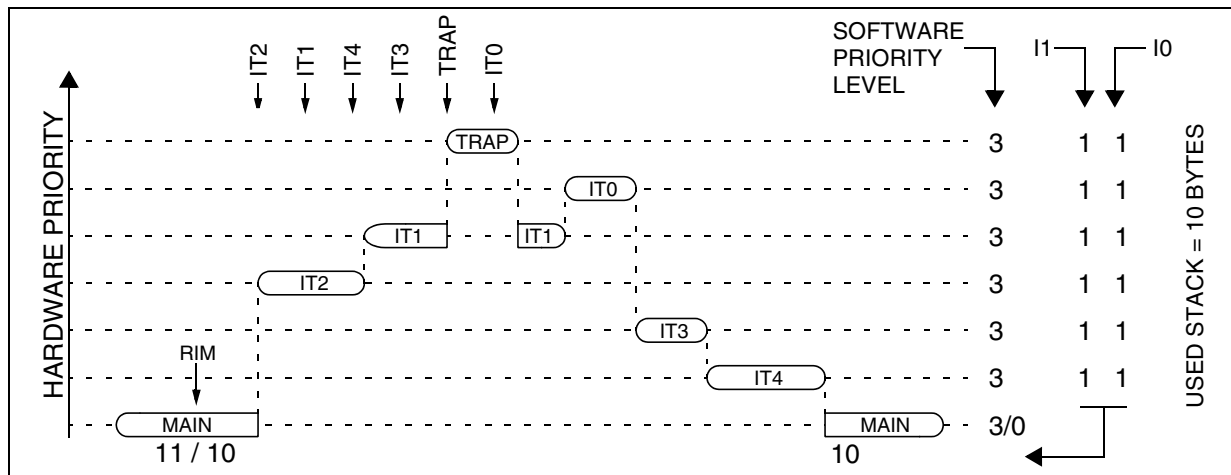 IT2
IT1
IT4
IT3
TRAP
IT0
SOFTWARE
PRIORITY
LEVEL
I1
I0
HARDWARE PRIORITY
TRAP
3
1 1
IT0
3
1 1
IT1
IT1
3
1 1
IT2
3
1 1
IT3
3
1 1
RIM
IT4
3
1 1
MAIN
MAIN
3/0
11 / 10
10
USED STACK = 10 BYTES